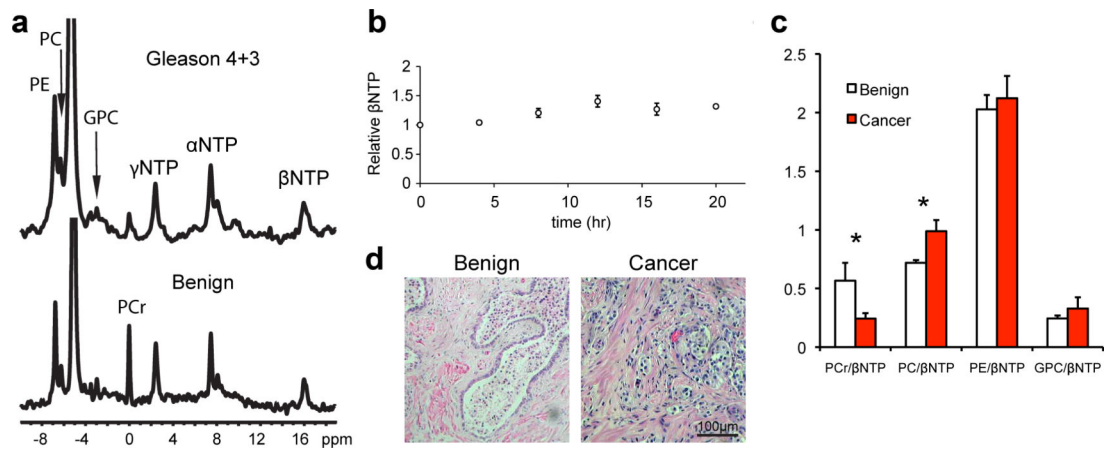 a
Gleason 4+3
PC
PE
GPC
γNTP
αNTP
βNTP
Benign
PCr
-8 -4 0 4 8 12 16 ppm
b
Relative βNTP
2
1.5
1
0.5
0
0 5 10 15 20
time (hr)
c
2.5
2
1.5
1
0.5
0
Benign
Cancer
*
*
PCr/βNTP PC/βNTP PE/βNTP GPC/βNTP
d
Benign Cancer
100μm